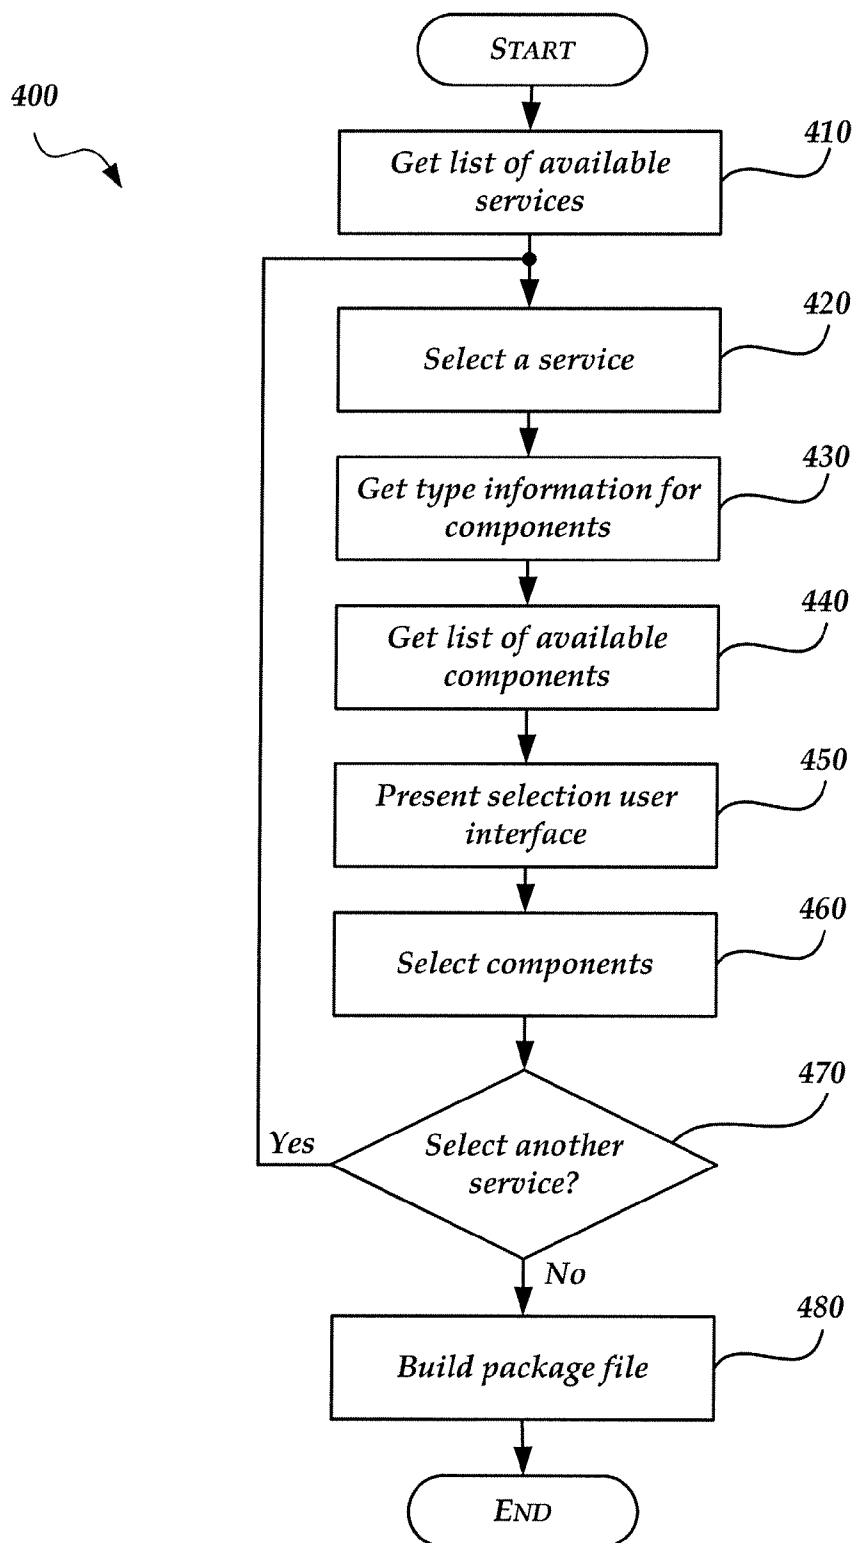 START
400
410
Get list of available
services
420
Select a service
430
Get type information for
components
440
Get list of available
components
450
Present selection user
interface
460
Select components
470
Yes
Select another
service?
No
480
Build package file
END